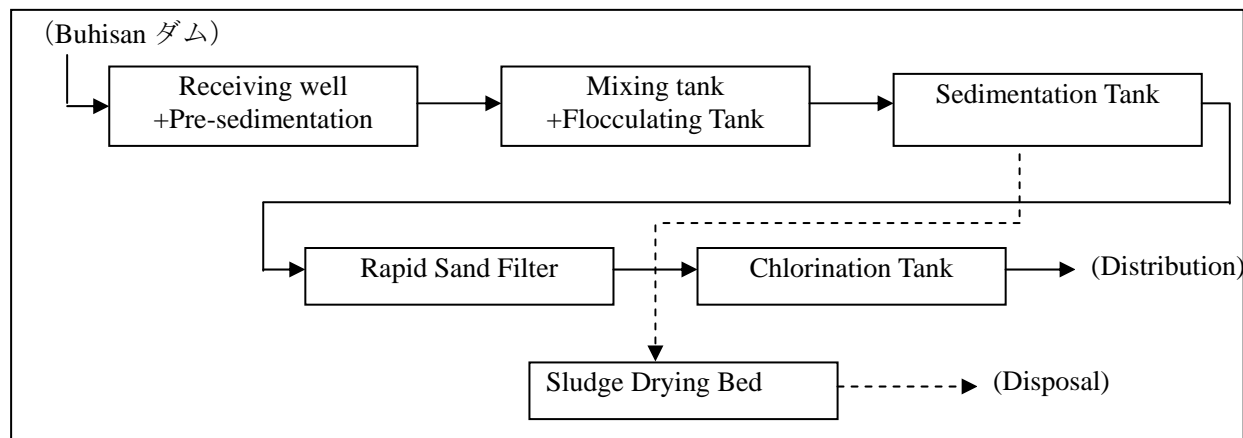 (Buhisan ダム)
Receiving well
+Pre-sedimentation
Mixing tank
+Flocculating Tank
Sedimentation Tank
Rapid Sand Filter
Chlorination Tank
(Distribution)
Sludge Drying Bed
(Disposal)